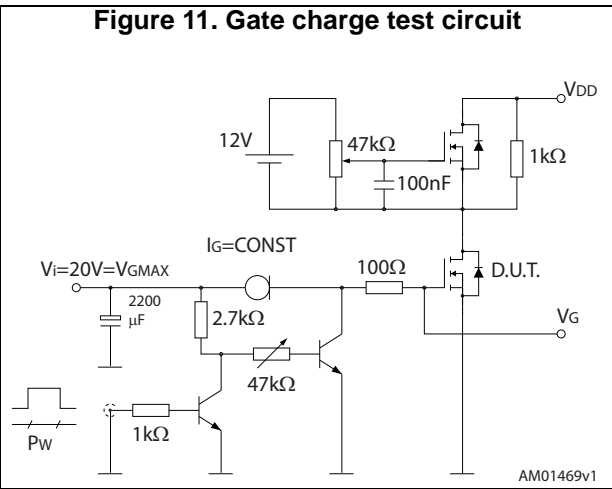 Figure 11. Gate charge test circuit
VDD
12V
47kΩ
1kΩ
100nF
IG=CONST
Vi=20V=VGMAX
100Ω
D.U.T.
2200
μF
2.7kΩ
VG
47kΩ
1kΩ
PW
AM01469v1